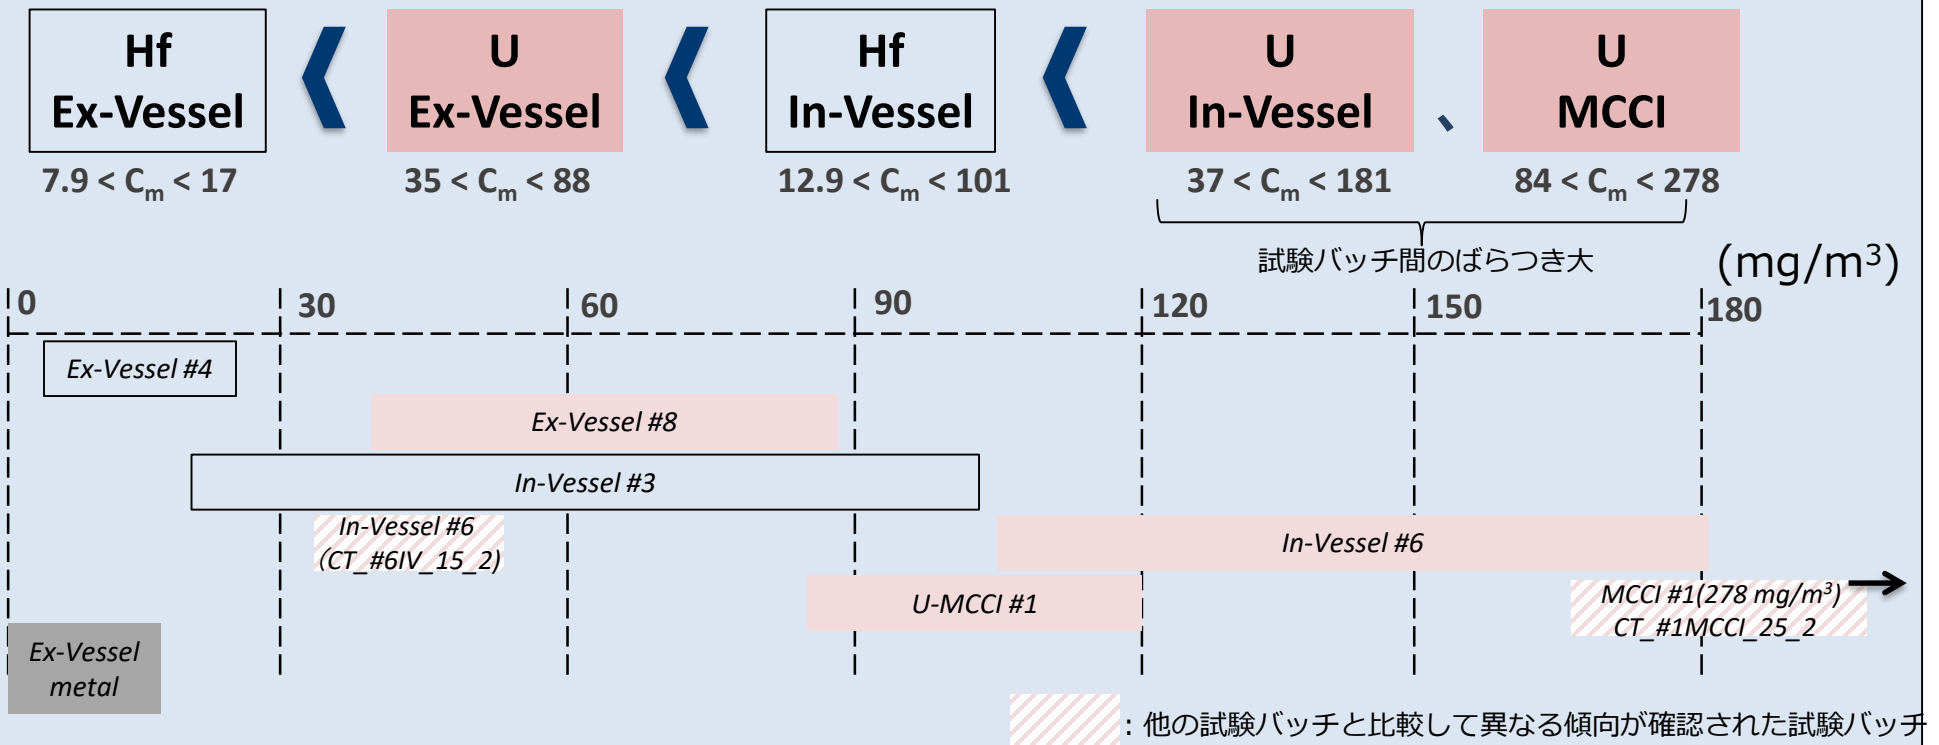 Hf
Ex-Vessel
U
Ex-Vessel
Hf
In-Vessel
U
In-Vessel
、
U
MCCI
7.9 < Cm < 17
35 < Cm < 88
12.9 < Cm < 101
37 < Cm < 181
84 < Cm < 278
試験バッチ間のばらつき大
(mg/m³)
0
30
60
90
120
150
180
Ex-Vessel #4
Ex-Vessel #8
In-Vessel #3
In-Vessel #6
(CT_#6IV_15_2)
In-Vessel #6
U-MCCI #1
MCCI #1(278 mg/m³)
CT_#1MCCI_25_2
Ex-Vessel
metal
：他の試験バッチと比較して異なる傾向が確認された試験バッチ